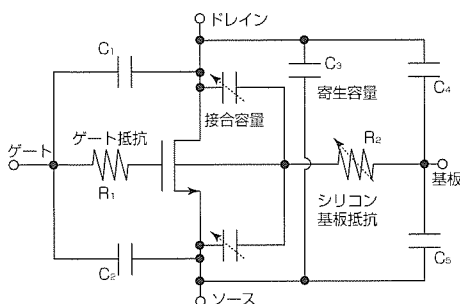 ドレイン
C₁
C₃
C₄
寄生容量
接合容量
ゲート
ゲート抵抗
R₁
R₂
基板
シリコン
基板抵抗
C₂
C₅
ソース